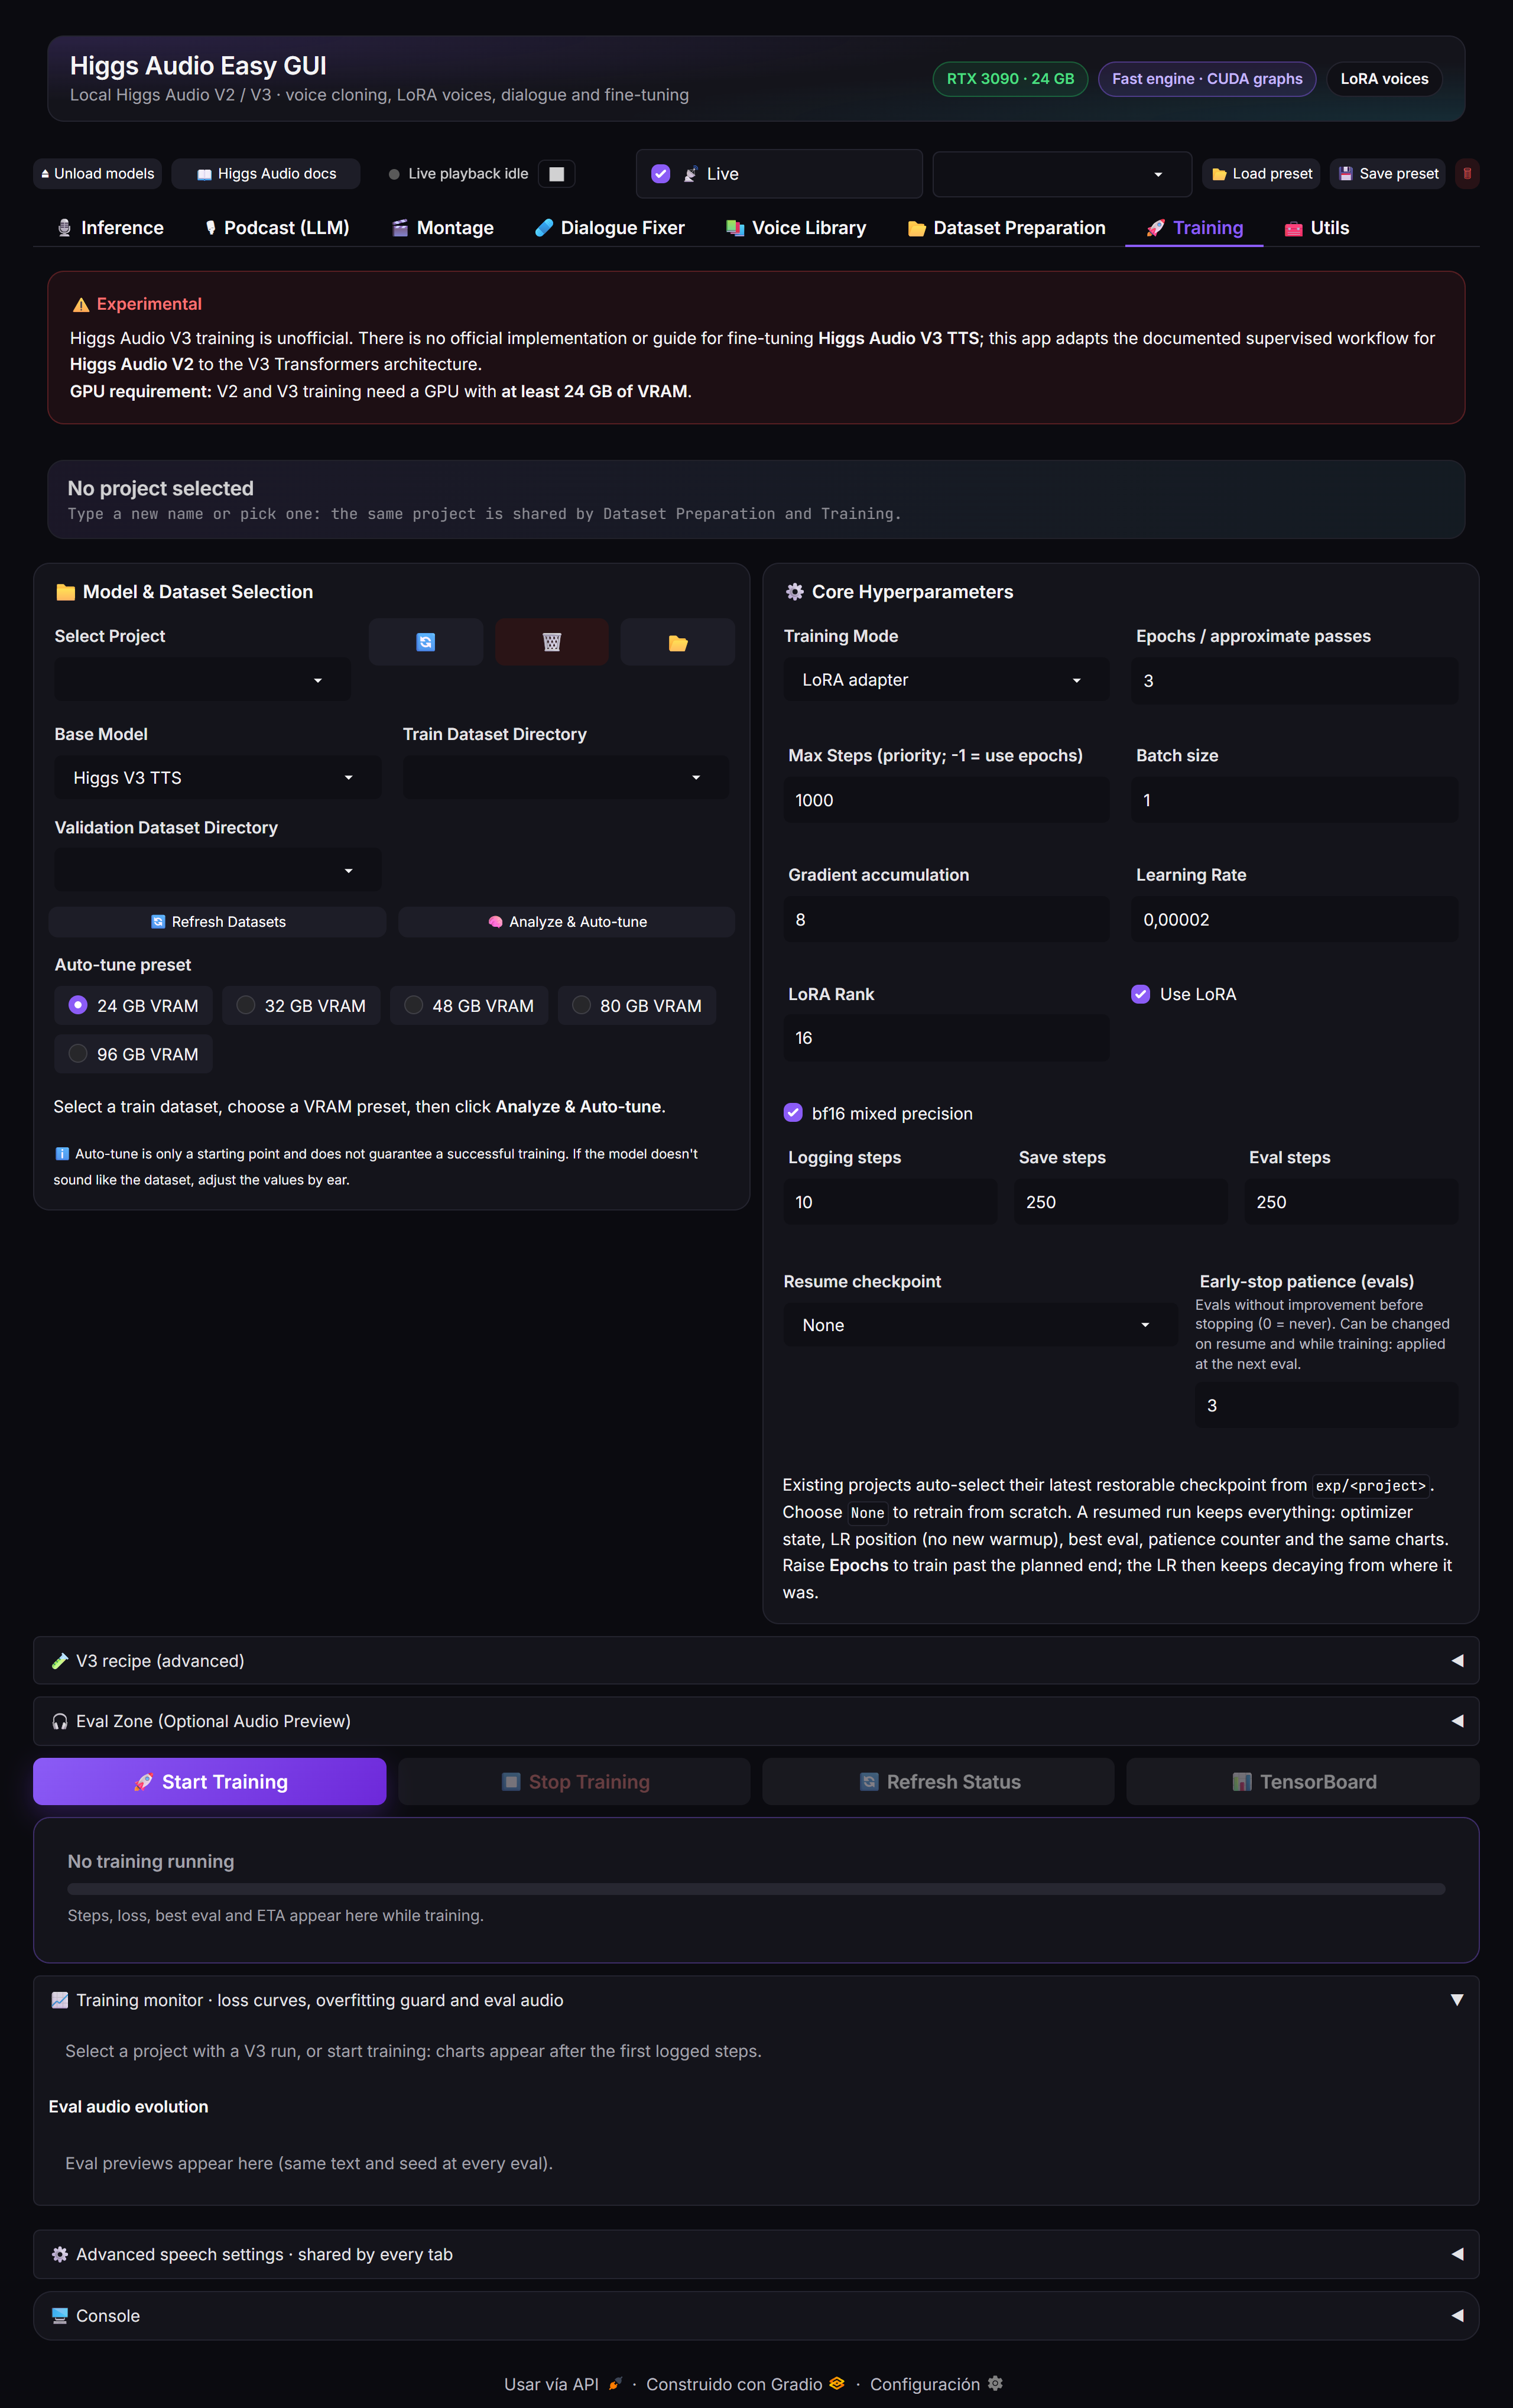 Higgs Audio Easy GUI
Local Higgs Audio V2 / V3 · voice cloning, LoRA voices, dialogue and fine-tuning
RTX 3090 · 24 GB
Fast engine · CUDA graphs
LoRA voices
Unload models
Higgs Audio docs
Live playback idle
Live
Load preset
Save preset
Inference
Podcast (LLM)
Montage
Dialogue Fixer
Voice Library
Dataset Preparation
Training
Utils
Experimental
Higgs Audio V3 training is unofficial. There is no official implementation or guide for fine-tuning Higgs Audio V3 TTS; this app adapts the documented supervised workflow for
Higgs Audio V2 to the V3 Transformers architecture.
GPU requirement: V2 and V3 training need a GPU with at least 24 GB of VRAM.
No project selected
Type a new name or pick one: the same project is shared by Dataset Preparation and Training.
Model & Dataset Selection
Select Project
Base Model
Train Dataset Directory
Higgs V3 TTS
Validation Dataset Directory
Refresh Datasets
Analyze & Auto-tune
Auto-tune preset
24 GB VRAM
32 GB VRAM
48 GB VRAM
80 GB VRAM
96 GB VRAM
Select a train dataset, choose a VRAM preset, then click Analyze & Auto-tune.
Auto-tune is only a starting point and does not guarantee a successful training. If the model doesn't
sound like the dataset, adjust the values by ear.
Core Hyperparameters
Training Mode
Epochs / approximate passes
LoRA adapter
3
Max Steps (priority; -1 = use epochs)
Batch size
1000
1
Gradient accumulation
Learning Rate
8
0,00002
LoRA Rank
Use LoRA
16
bf16 mixed precision
Logging steps
Save steps
Eval steps
10
250
250
Resume checkpoint
None
Early-stop patience (evals)
Evals without improvement before
stopping (0 = never). Can be changed
on resume and while training: applied
at the next eval.
3
Existing projects auto-select their latest restorable checkpoint from exp/<project>.
Choose None to retrain from scratch. A resumed run keeps everything: optimizer
state, LR position (no new warmup), best eval, patience counter and the same charts.
Raise Epochs to train past the planned end; the LR then keeps decaying from where it
was.
V3 recipe (advanced)
Eval Zone (Optional Audio Preview)
Start Training
Stop Training
Refresh Status
TensorBoard
No training running
Steps, loss, best eval and ETA appear here while training.
Training monitor · loss curves, overfitting guard and eval audio
Select a project with a V3 run, or start training: charts appear after the first logged steps.
Eval audio evolution
Eval previews appear here (same text and seed at every eval).
Advanced speech settings · shared by every tab
Console
Usar vía API · Construido con Gradio · Configuración